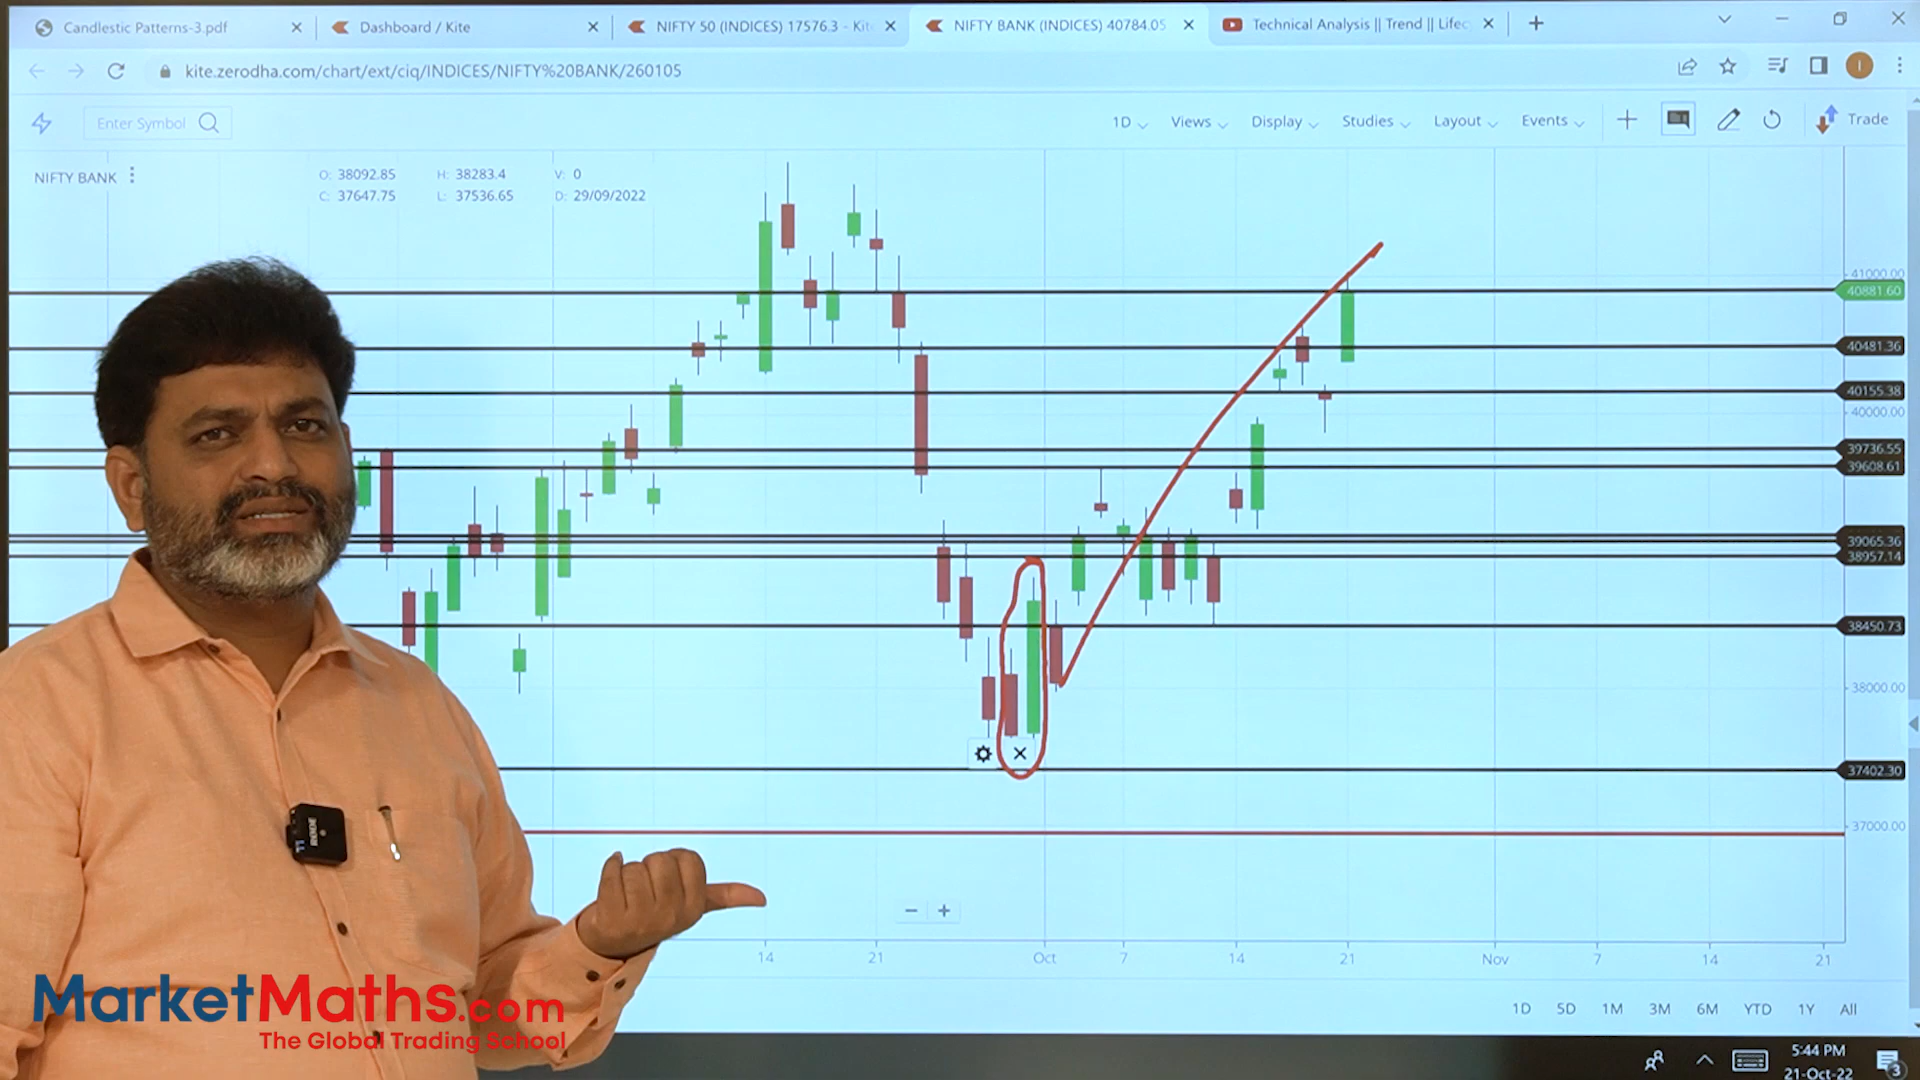 Candlestic Patterns-3.pdf
Dashboard / Kite
NIFTY 50 (INDICES) 17576.3 - Kit
NIFTY BANK (INDICES) 40784.05
Technical Analysis || Trend || Lifec
kite.zerodha.com/chart/ext/ciq/INDICES/NIFTY%20BANK/260105
I
Enter Symbol
1D
Views
Display
Studies
Layout
Events
Trade
NIFTY BANK
O: 38092.85 H: 38283.4 V: 0
C: 37647.75 L: 37536.65 D: 29/09/2022
41000.00
40881.60
40481.36
40155.38
40000.00
39736.55
39608.61
39065.36
38957.14
38450.73
38000.00
37402.30
37000.00
RODE
14 21 Oct 7 14 21 Nov 7 14 21
1D 5D 1M 3M 6M YTD 1Y All
MarketMaths.com
The Global Trading School
5:44 PM
21-Oct-22
3